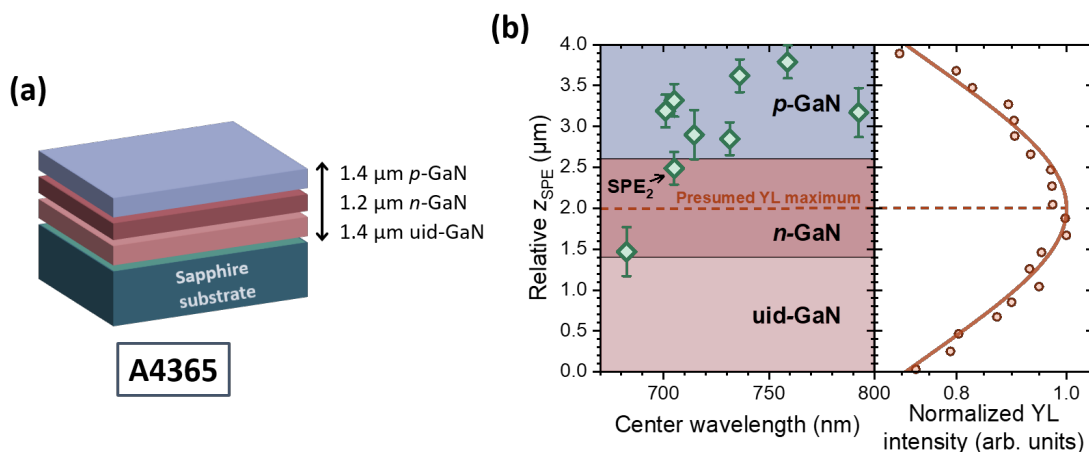 (a)
1.4 µm p-GaN
1.2 µm n-GaN
1.4 µm uid-GaN
Sapphire
substrate
A4365
(b)
Relative zSPE (µm)
4.0
3.5
3.0
2.5
2.0
1.5
1.0
0.5
0.0
p-GaN
SPE2
Presumed YL maximum
n-GaN
uid-GaN
700
750
800
Center wavelength (nm)
0.8
1.0
Normalized YL
intensity (arb. units)